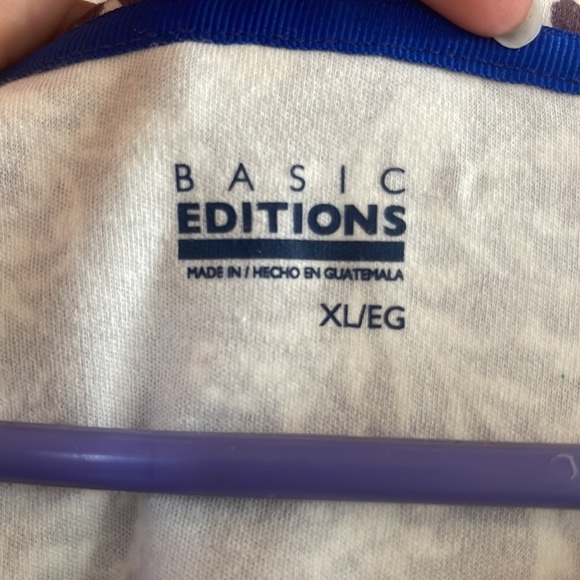 BASIC
EDITIONS
MADE IN / HECHO EN GUATEMALA
XL/EG